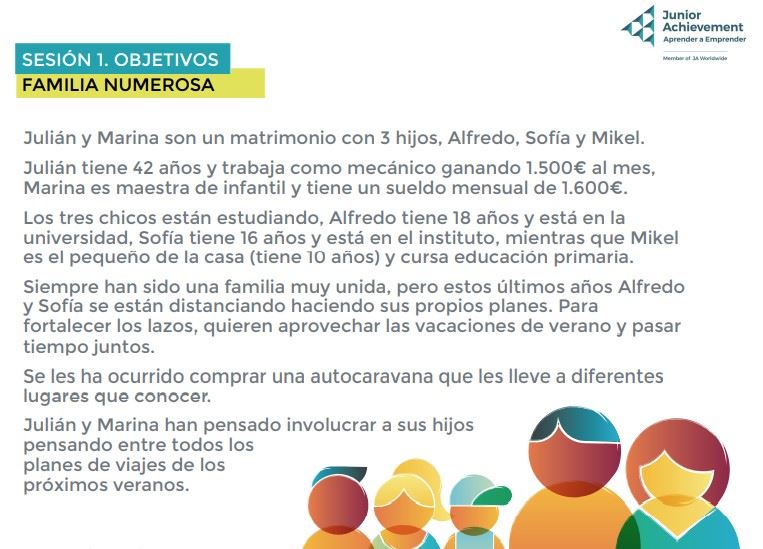 Junior
Achievement
Aprender a Emprender
Member of JA Worldwide
SESIÓN 1. OBJETIVOS
FAMILIA NUMEROSA
Julián y Marina son un matrimonio con 3 hijos, Alfredo, Sofía y Mikel.
Julián tiene 42 años y trabaja como mecánico ganando 1.500€ al mes,
Marina es maestra de infantil y tiene un sueldo mensual de 1.600€.
Los tres chicos están estudiando, Alfredo tiene 18 años y está en la
universidad, Sofía tiene 16 años y está en el instituto, mientras que Mikel
es el pequeño de la casa (tiene 10 años) y cursa educación primaria.
Siempre han sido una familia muy unida, pero estos últimos años Alfredo
y Sofía se están distanciando haciendo sus propios planes. Para
fortalecer los lazos, quieren aprovechar las vacaciones de verano y pasar
tiempo juntos.
Se les ha ocurrido comprar una autocaravana que les lleve a diferentes
lugares que conocer.
Julián y Marina han pensado involucrar a sus hijos
pensando entre todos los
planes de viajes de los
próximos veranos.